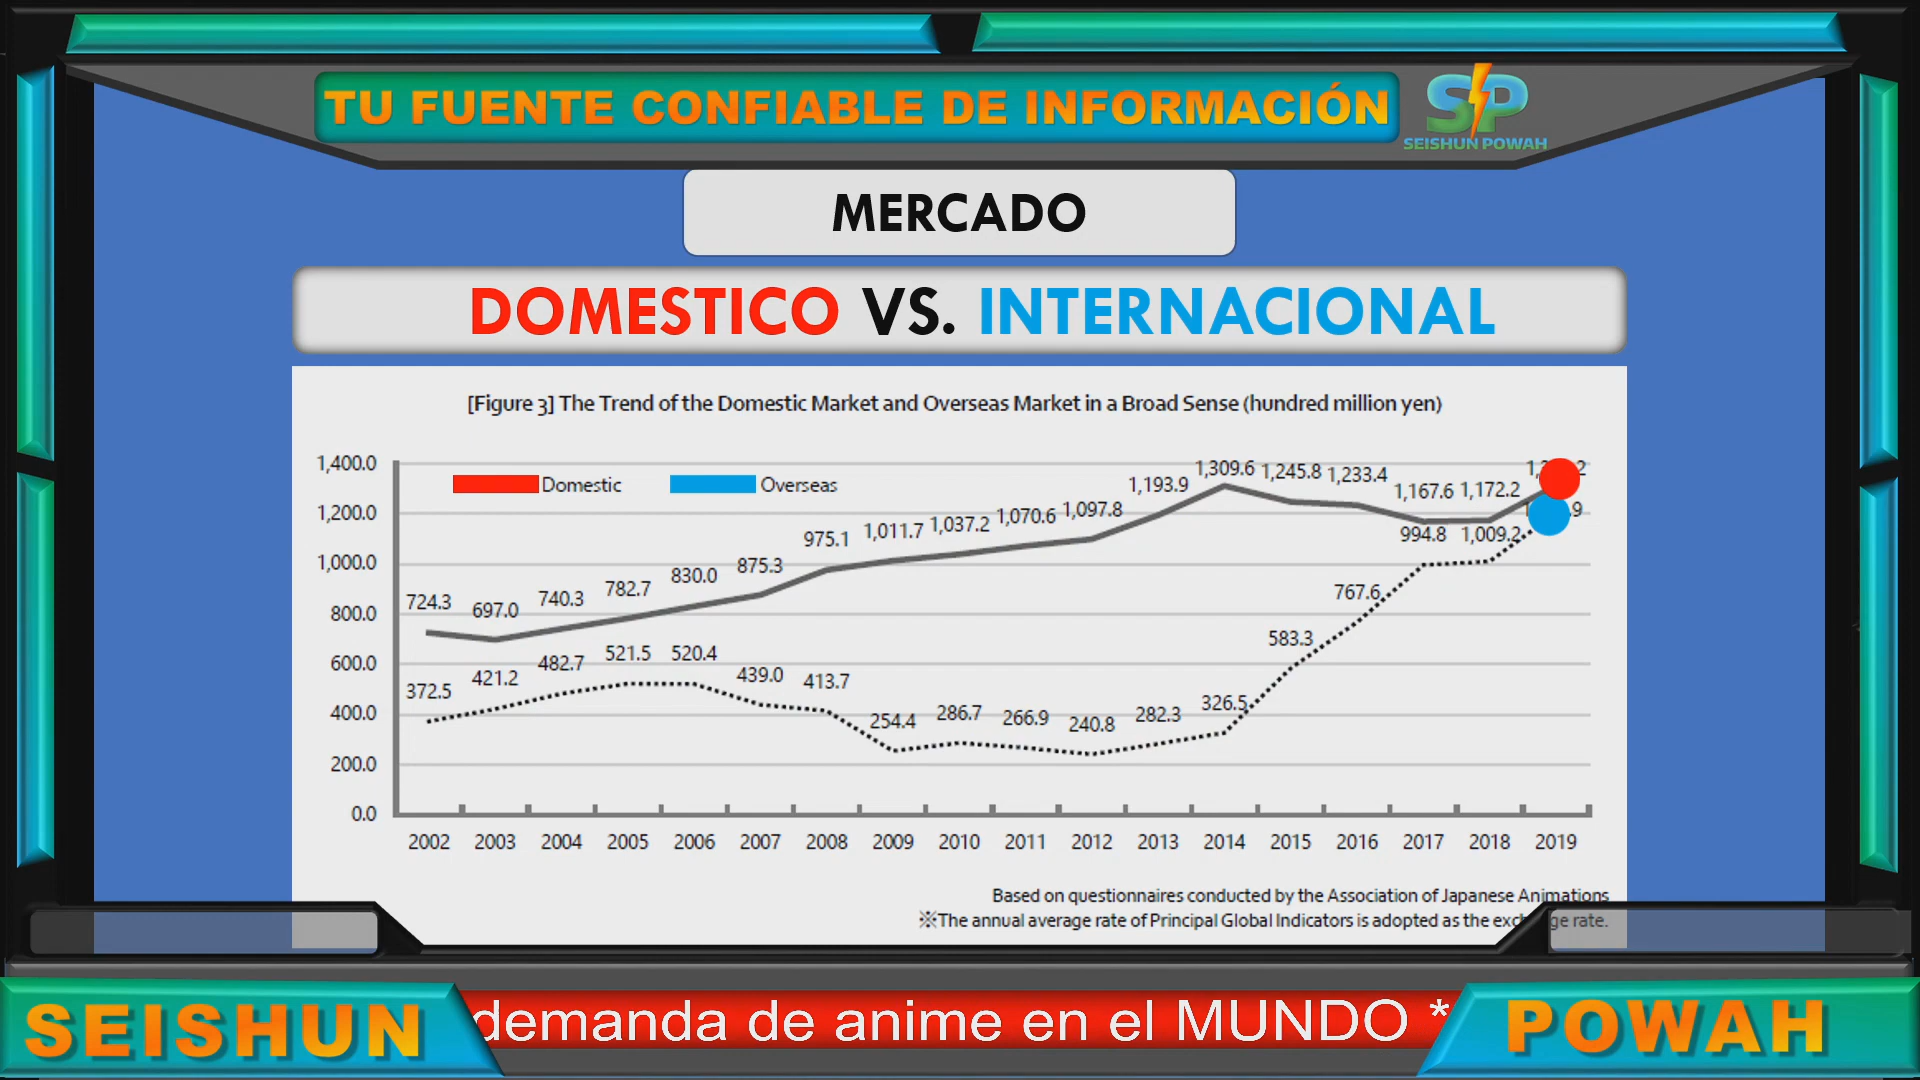 TU FUENTE CONFIABLE DE INFORMACIÓN
SP
SEISHUN POWAH
MERCADO
DOMESTICO VS. INTERNACIONAL
[Figure 3] The Trend of the Domestic Market and Overseas Market in a Broad Sense (hundred million yen)
Domestic Overseas
1,400.0
1,200.0
1,000.0
800.0
600.0
400.0
200.0
0.0
724.3 697.0 740.3 782.7 830.0 875.3 975.1 1,011.7 1,037.2 1,070.6 1,097.8 1,193.9 1,309.6 1,245.8 1,233.4 1,167.6 1,172.2
372.5 421.2 482.7 521.5 520.4 439.0 413.7 254.4 286.7 266.9 240.8 282.3 326.5 583.3 767.6 994.8 1,009.2
2002 2003 2004 2005 2006 2007 2008 2009 2010 2011 2012 2013 2014 2015 2016 2017 2018 2019
Based on questionnaires conducted by the Association of Japanese Animations
※The annual average rate of Principal Global Indicators is adopted as the rate.
SEISHUN demanda de anime en el MUNDO * POWAH